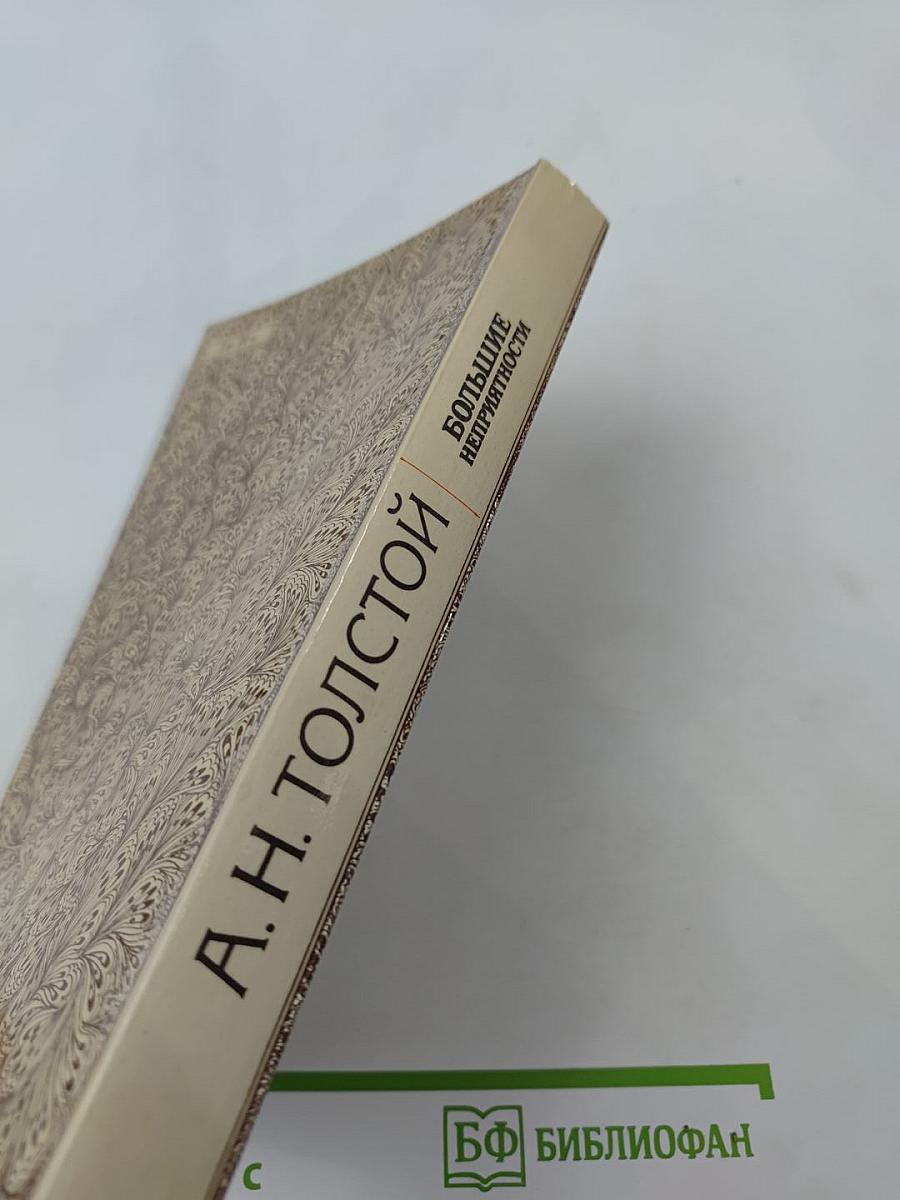 А. Н. ТОЛСТОЙ
БОЛЬШИЕ
НЕПРИЯТНОСТИ
с
БФ БИБЛИОФАН